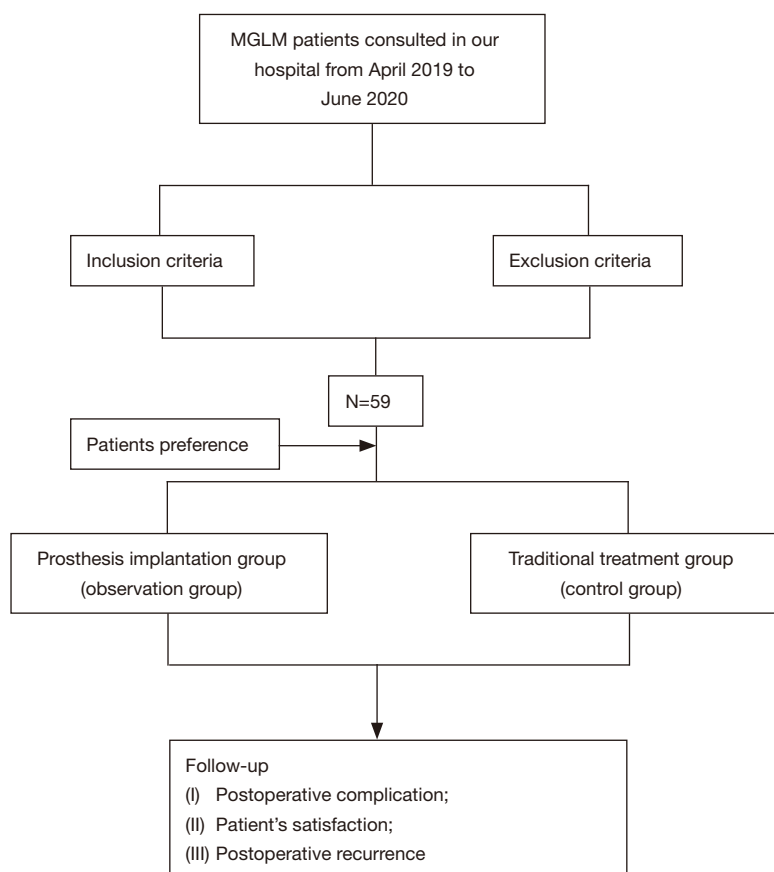 MGLM patients consulted in our
hospital from April 2019 to
June 2020
Inclusion criteria
Exclusion criteria
N=59
Patients preference
Prosthesis implantation group
(observation group)
Traditional treatment group
(control group)
Follow-up
(I) Postoperative complication;
(II) Patient's satisfaction;
(III) Postoperative recurrence